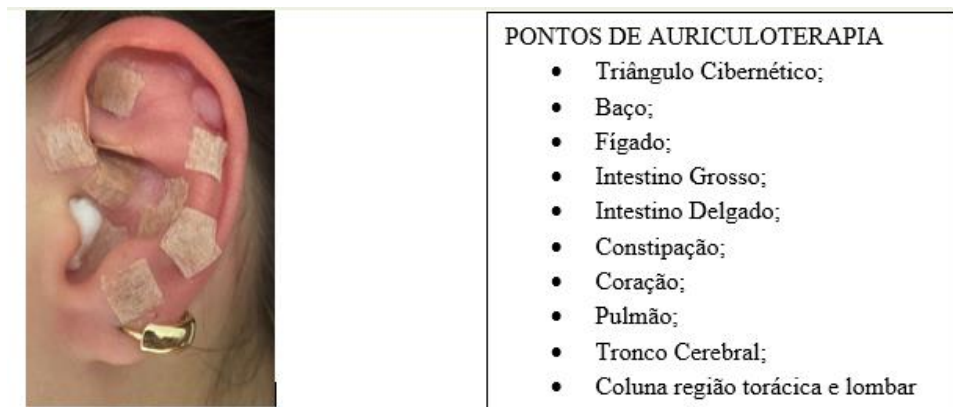 PONTOS DE AURICULOTERAPIA
• Triângulo Cibernético;
• Baço;
• Fígado;
• Intestino Grosso;
• Intestino Delgado;
• Constipação;
• Coração;
• Pulmão;
• Tronco Cerebral;
• Coluna região torácica e lombar